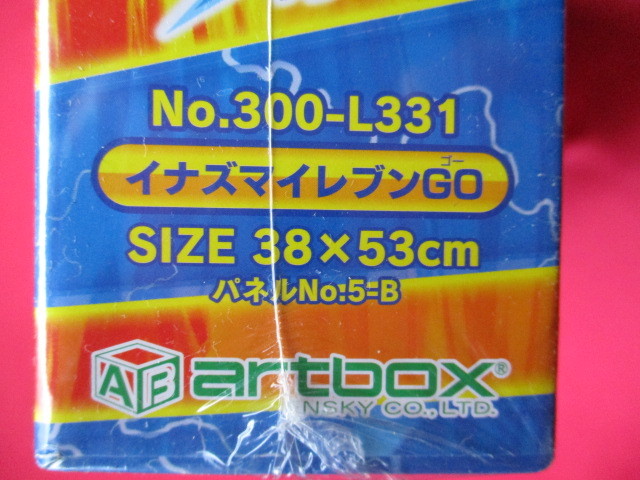 No.300-L331
ゴー
イナズマイレブンGO
SIZE 38×53cm
パネルNo.5-B
AB artbox®
NSKY CO., LTD.